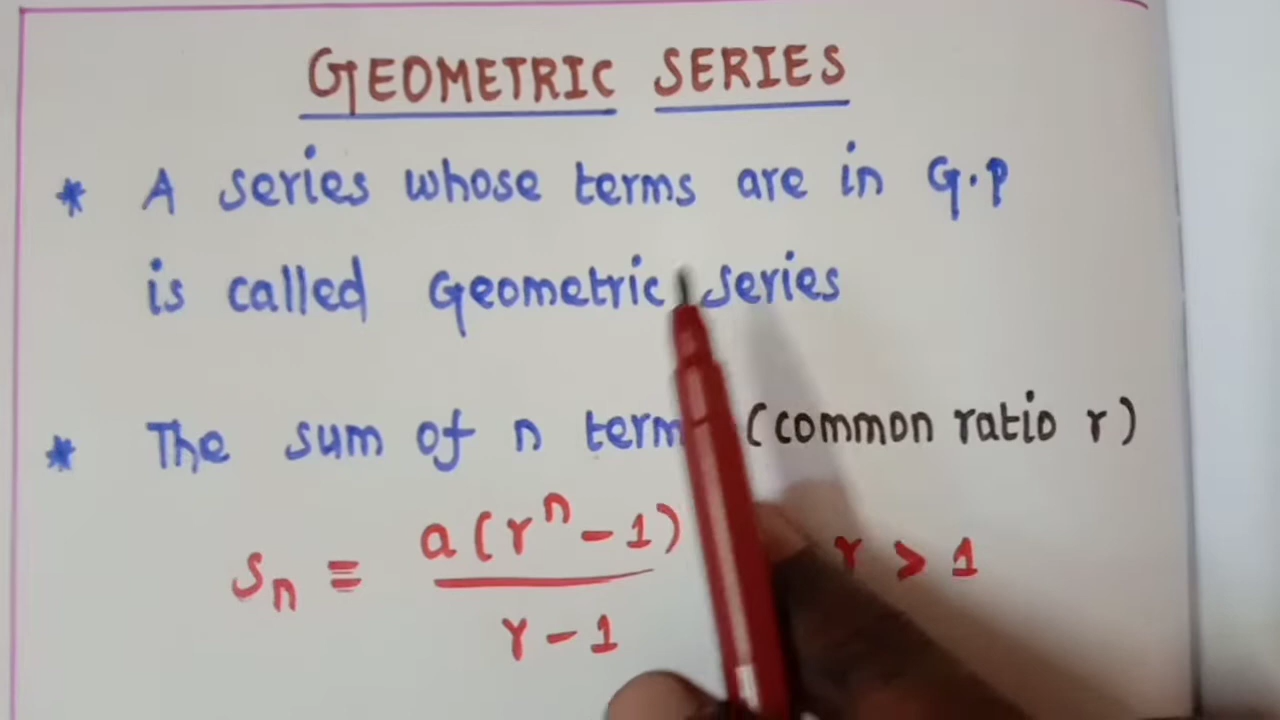 GEOMETRIC SERIES
* A series whose terms are in G.P
is called Geometric series
* The sum of n term (common ratio r)
Sn ≡ a(r^n - 1) r > 1
r - 1